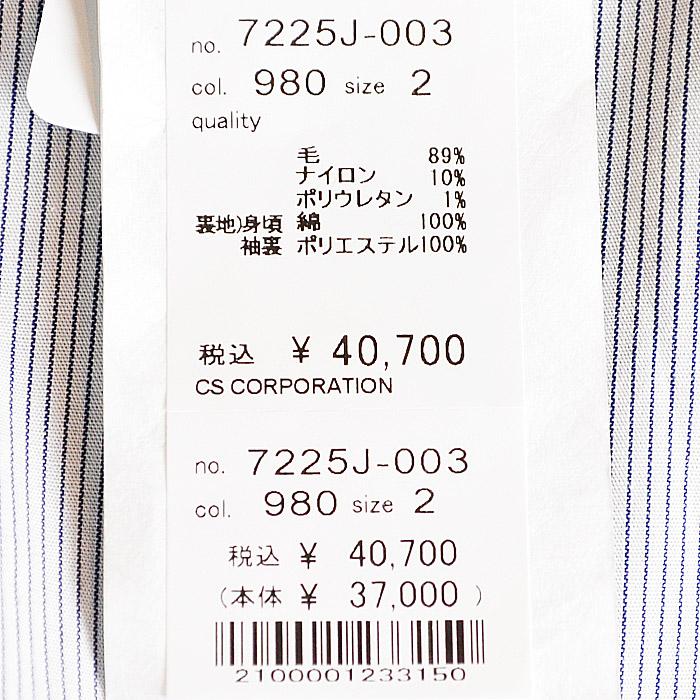 no. 7225J-003
col. 980 size 2
quality
毛 89%
ナイロン 10%
ポリウレタン 1%
裏地)身頃 綿 100%
袖裏 ポリエステル100%
税込 ¥ 40,700
CS CORPORATION
no. 7225J-003
col. 980 size 2
税込 ¥ 40,700
(本体 ¥ 37,000 )
2100001233150